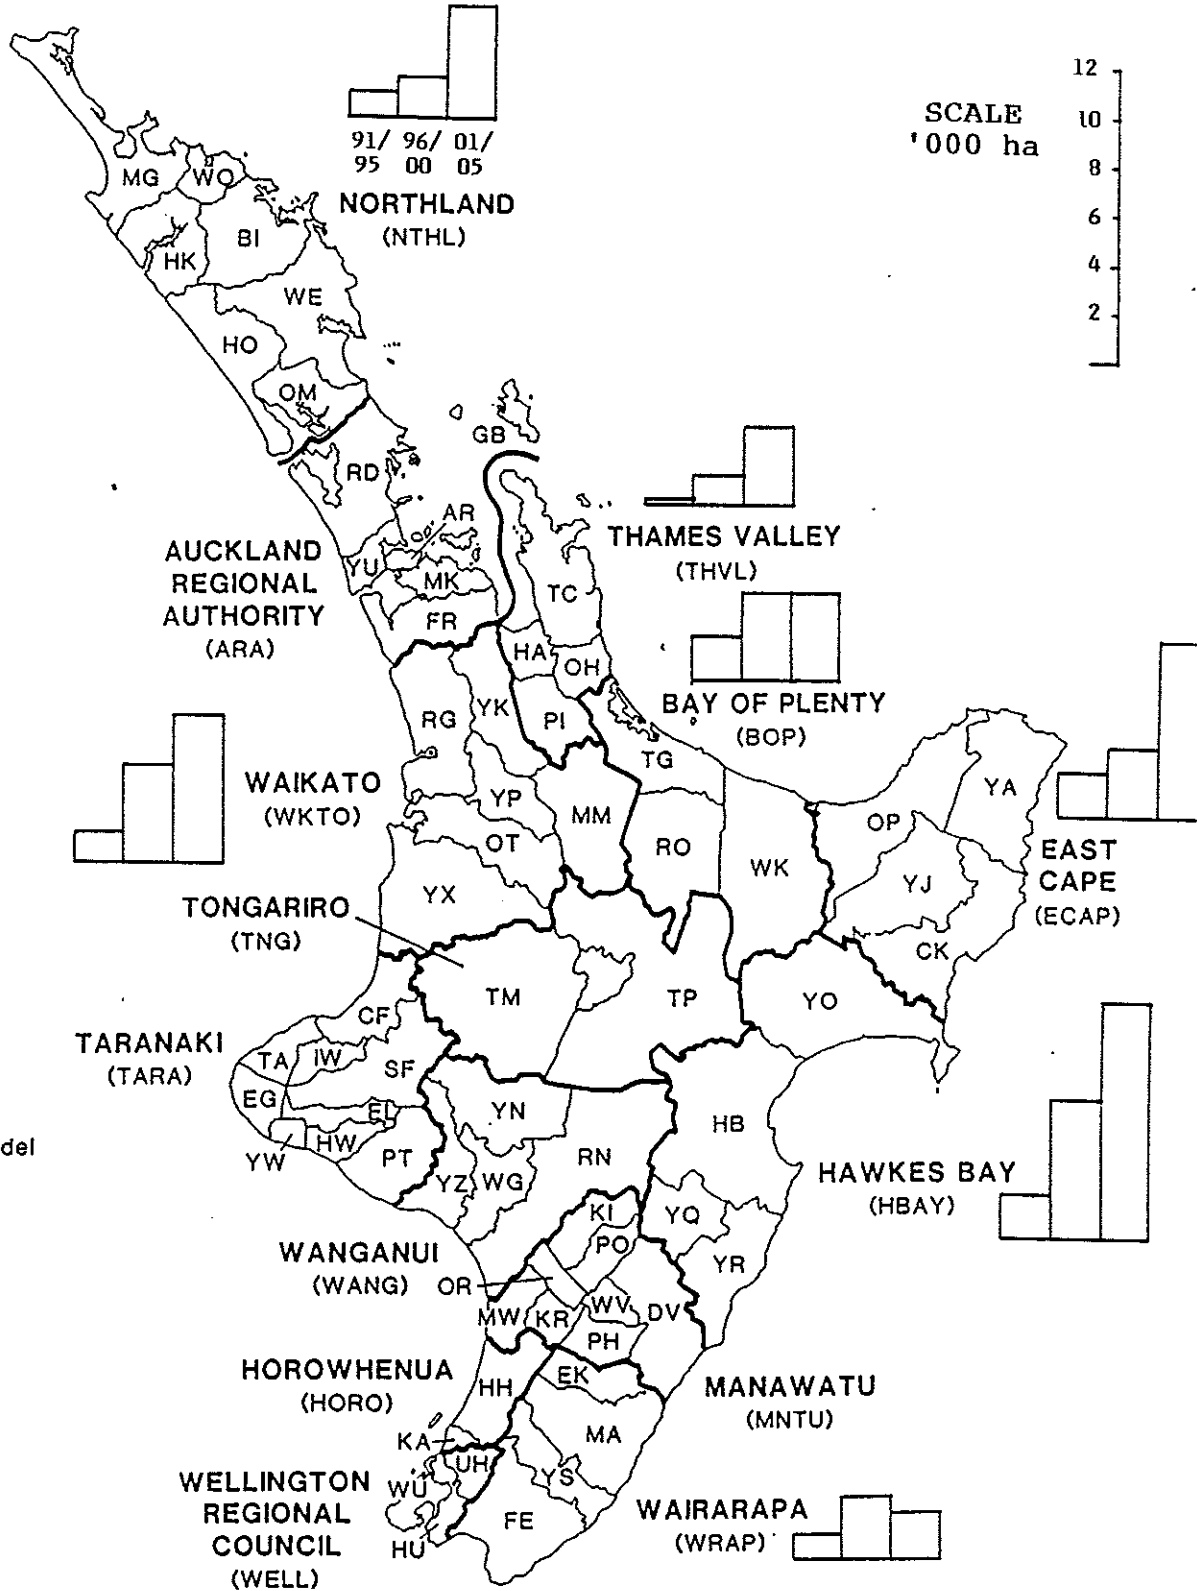 12
SCALE
10
'000 ha
8
6
4
2
91/ 96/ 01/
95 00 05
NORTHLAND
(NTHL)
MG
WO
BI
HK
WE
HO
OM
GB
RD
AR
THAMES VALLEY
(THVL)
AUCKLAND
REGIONAL
AUTHORITY
(ARA)
YU
MK
TC
FR
HA
OH
BAY OF PLENTY
(BOP)
YK
PI
RG
TG
WAIKATO
(WKTO)
YP
MM
YA
OP
OT
RO
WK
EAST
CAPE
(ECAP)
YX
YJ
TONGARIRO
(TNG)
CK
TM
TP
YO
CF
TARANAKI
(TARA)
TA
IW
SF
EG
EL
YN
HB
del
YW
HW
PT
RN
YZ
WG
HAWKES BAY
(HBAY)
KI
YQ
PO
WANGANUI
(WANG)
OR
YR
MW
KR
WV
DV
PH
HOROWHENUA
(HORO)
HH
EK
MANAWATU
(MNTU)
KA
MA
UH
WU
YS
WELLINGTON
REGIONAL
COUNCIL
(WELL)
HU
FE
WAIRARAPA
(WRAP)